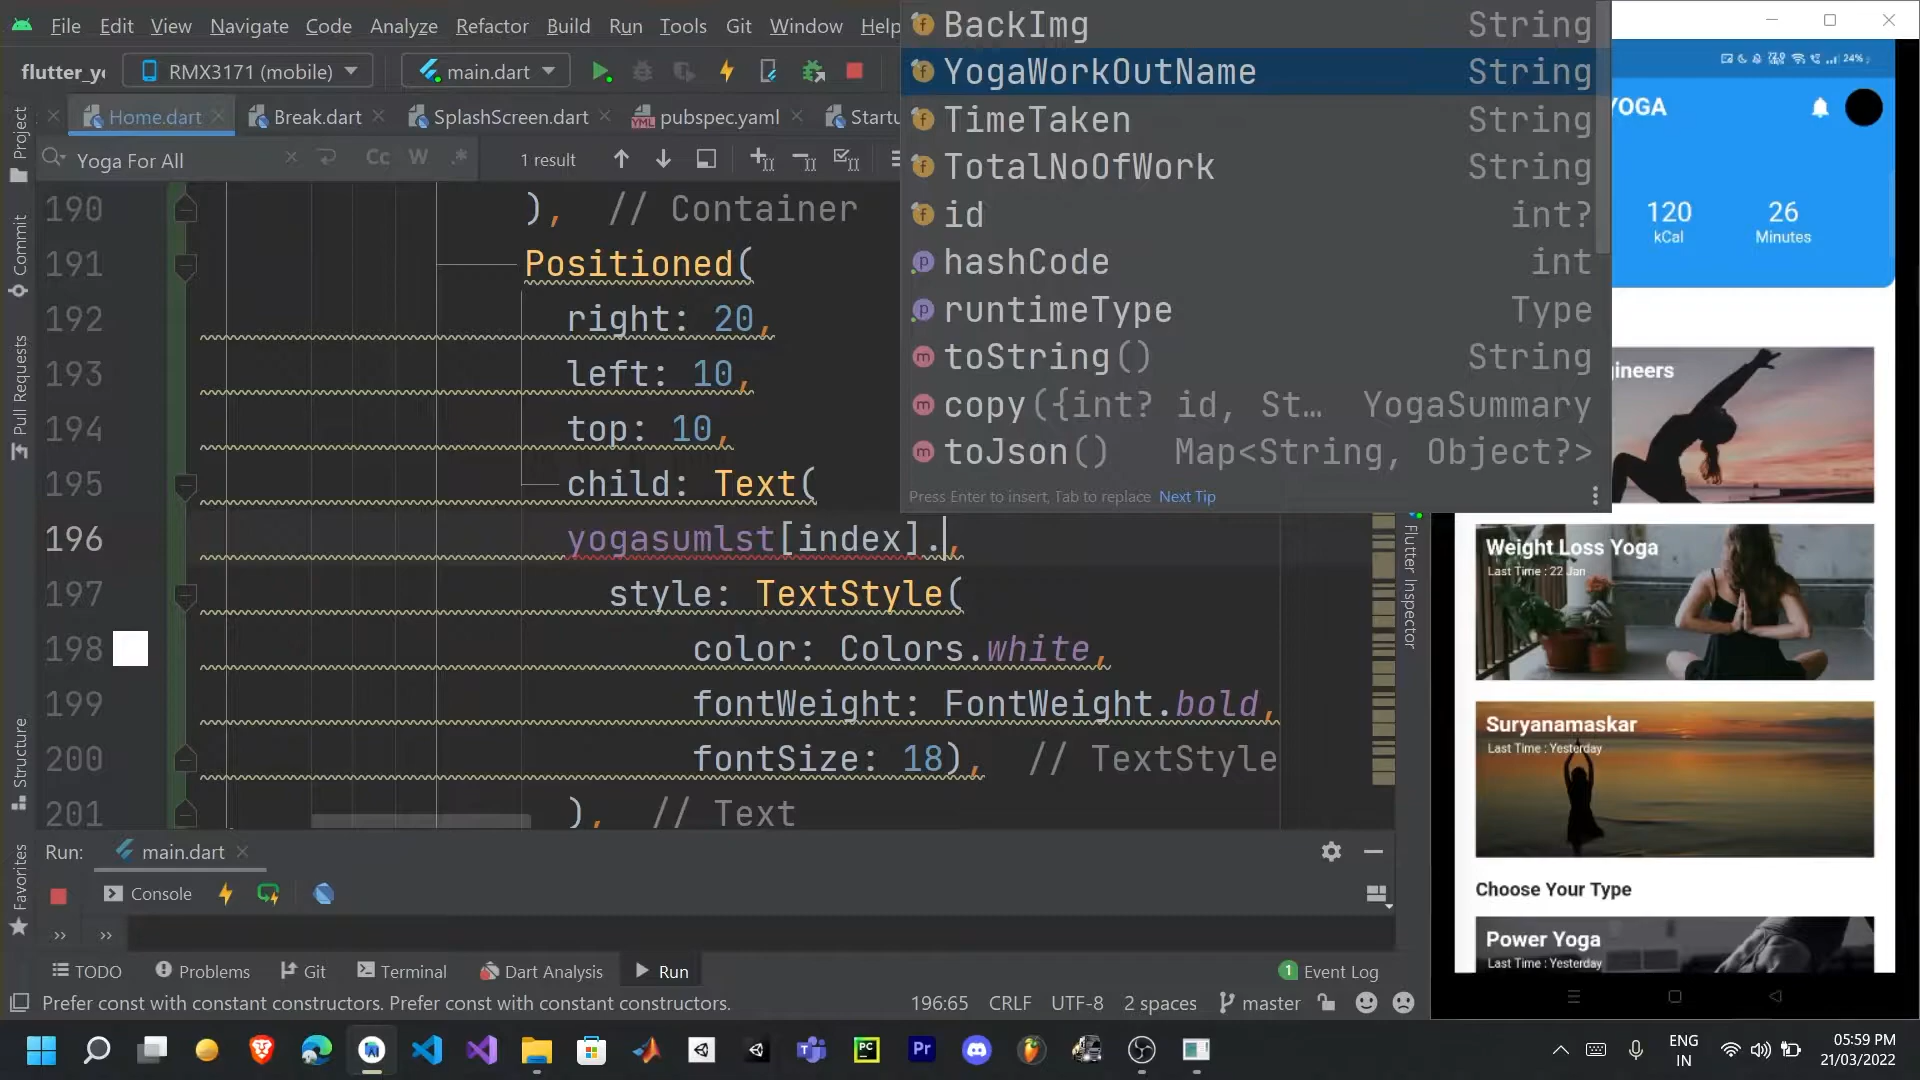 File Edit View Navigate Code Analyze Refactor Build Run Tools Git Window Help
flutter_yo RMX3171 (mobile) main.dart
Home.dart Break.dart SplashScreen.dart pubspec.yaml Startu
Yoga For All Cc W .* 1 result
Project
Commit
Pull Requests
Structure
Favorites
190 ), // Container
191 Positioned(
192 right: 20,
193 left: 10,
194 top: 10,
195 child: Text(
196 yogasumlst[index].,
197 style: TextStyle(
198 color: Colors.white,
199 fontWeight: FontWeight.bold,
200 fontSize: 18), // TextStyle
201 ), // Text
BackImg String
YogaWorkOutName String
TimeTaken String
TotalNoOfWork String
id int?
hashCode int
runtimeType Type
toString() String
copy({int? id, St... YogaSummary
toJson() Map<String, Object?>
Press Enter to insert, Tab to replace Next Tip
Flutter Inspector
24%
YOGA
120 26
kCal Minutes
gineers
Weight Loss Yoga
Last Time : 22 Jan
Suryanamaskar
Last Time : Yesterday
Choose Your Type
Power Yoga
Last Time : Yesterday
Run: main.dart
Console
TODO Problems Git Terminal Dart Analysis Run 1 Event Log
Prefer const with constant constructors. Prefer const with constant constructors. 196:65 CRLF UTF-8 2 spaces master
PC Pr
ENG
IN
05:59 PM
21/03/2022